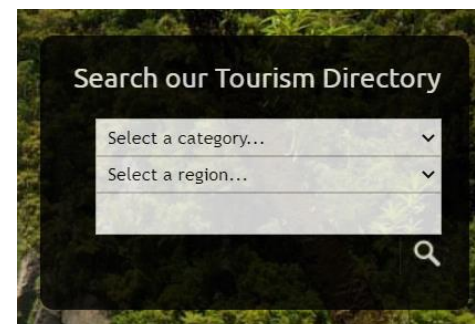 Search our Tourism Directory
Select a category...
Select a region...